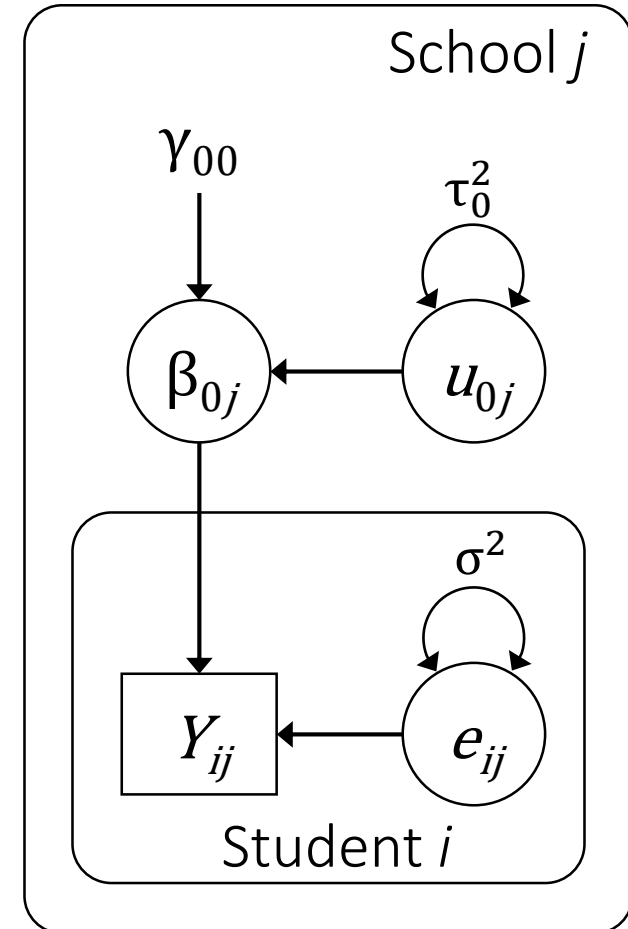 School j
γ₀₀
τ₀²
β₀ⱼ
u₀ⱼ
σ²
Yᵢⱼ
eᵢⱼ
Student i